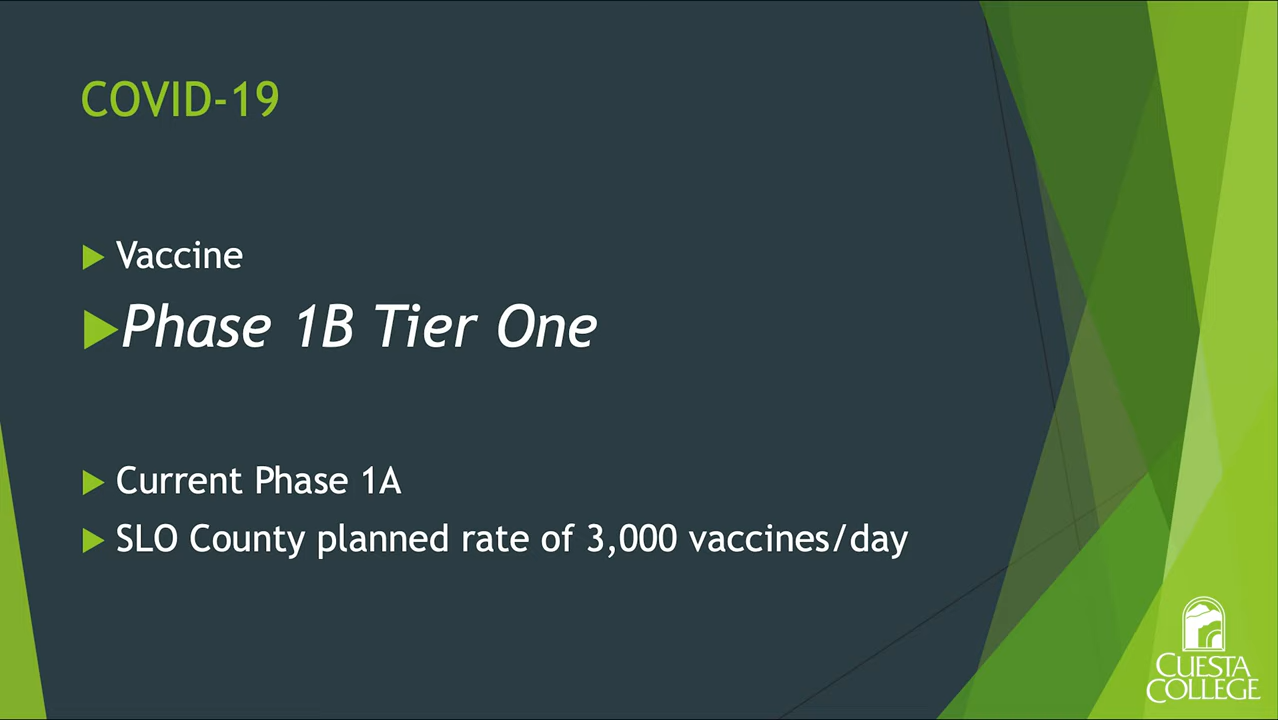 COVID-19
Vaccine
Phase 1B Tier One
Current Phase 1A
SLO County planned rate of 3,000 vaccines/day
CUESTA
COLLEGE